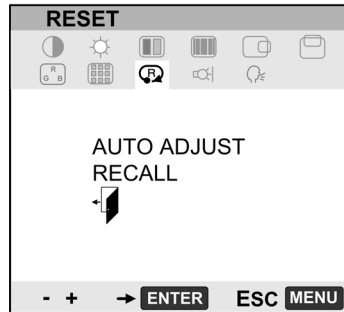 RESET
R
G B
R
AUTO ADJUST
RECALL
- + → ENTER ESC MENU